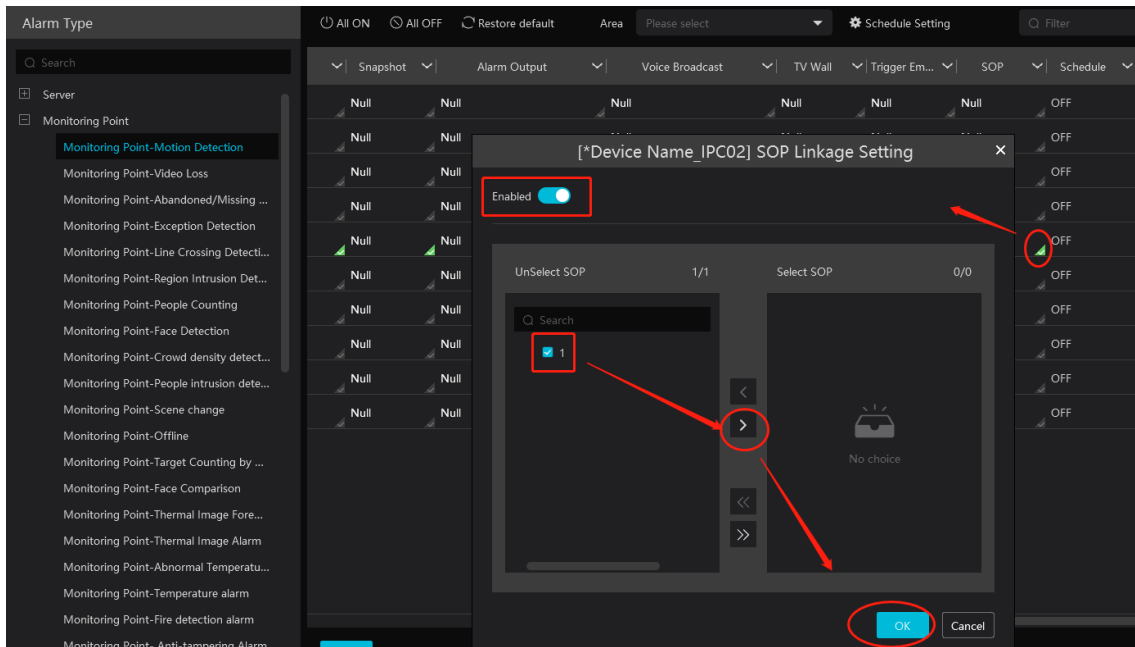 Alarm Type
All ON All OFF Restore default Area Please select Schedule Setting Filter
Search
Snapshot Alarm Output Voice Broadcast TV Wall Trigger Em... SOP Schedule
Server
Monitoring Point
Monitoring Point-Motion Detection
Monitoring Point-Video Loss
Monitoring Point-Abandoned/Missing ...
Monitoring Point-Exception Detection
Monitoring Point-Line Crossing Detecti...
Monitoring Point-Region Intrusion Det...
Monitoring Point-People Counting
Monitoring Point-Face Detection
Monitoring Point-Crowd density detect...
Monitoring Point-People intrusion dete...
Monitoring Point-Scene change
Monitoring Point-Offline
Monitoring Point-Target Counting by ...
Monitoring Point-Face Comparison
Monitoring Point-Thermal Image Fore...
Monitoring Point-Thermal Image Alarm
Monitoring Point-Abnormal Temperatu...
Monitoring Point-Temperature alarm
Monitoring Point-Fire detection alarm
Monitoring Point- Anti-tampering Alarm
Null Null Null Null Null Null OFF
Null Null OFF
Null Null OFF
Null Null OFF
Null Null OFF
Null Null OFF
Null Null OFF
Null Null OFF
Null Null OFF
Null Null OFF
[*Device Name_IPC02] SOP Linkage Setting
Enabled
UnSelect SOP 1/1 Select SOP 0/0
Search
1
No choice
OK Cancel